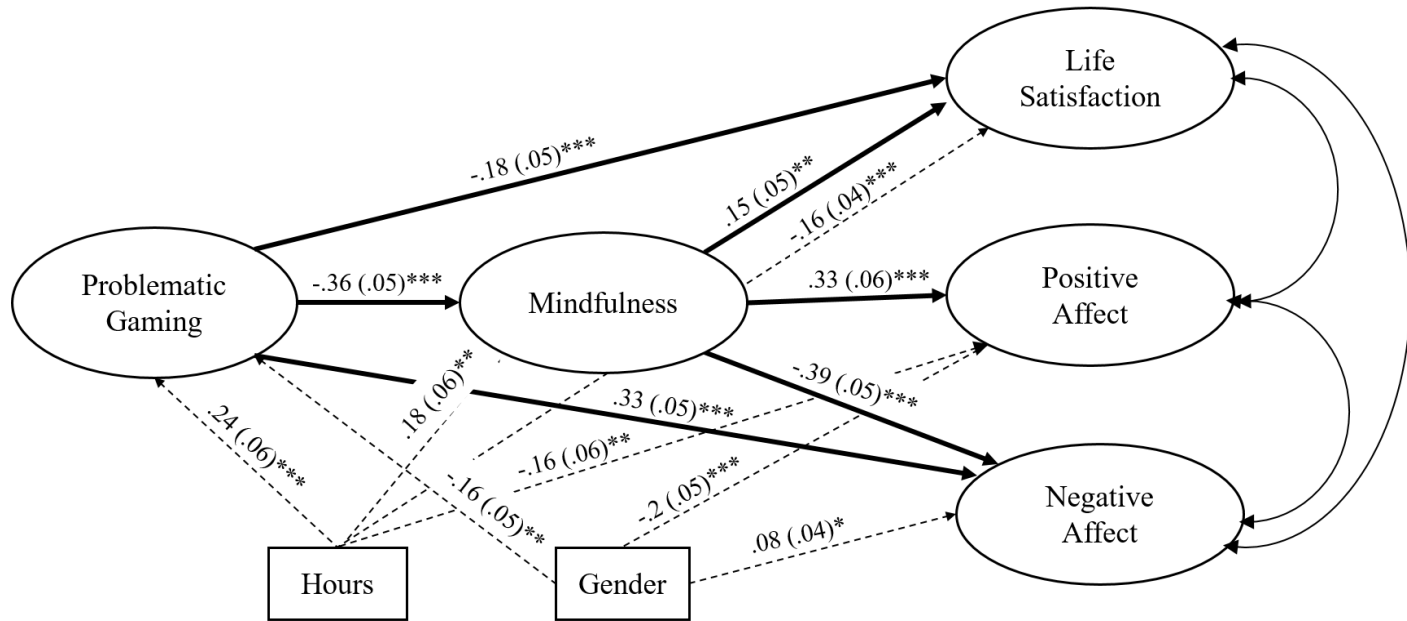 Life
Satisfaction
-.18 (.05)***
.15 (.05)**
-.16 (.04)***
Problematic
Gaming
-.36 (.05)***
Mindfulness
.33 (.06)***
Positive
Affect
-.39 (.05)***
.33 (.05)***
.18 (.06)**
.24 (.06)***
-.16 (.06)**
-.16 (.05)**
-.2 (.05)***
.08 (.04)*
Negative
Affect
Hours
Gender